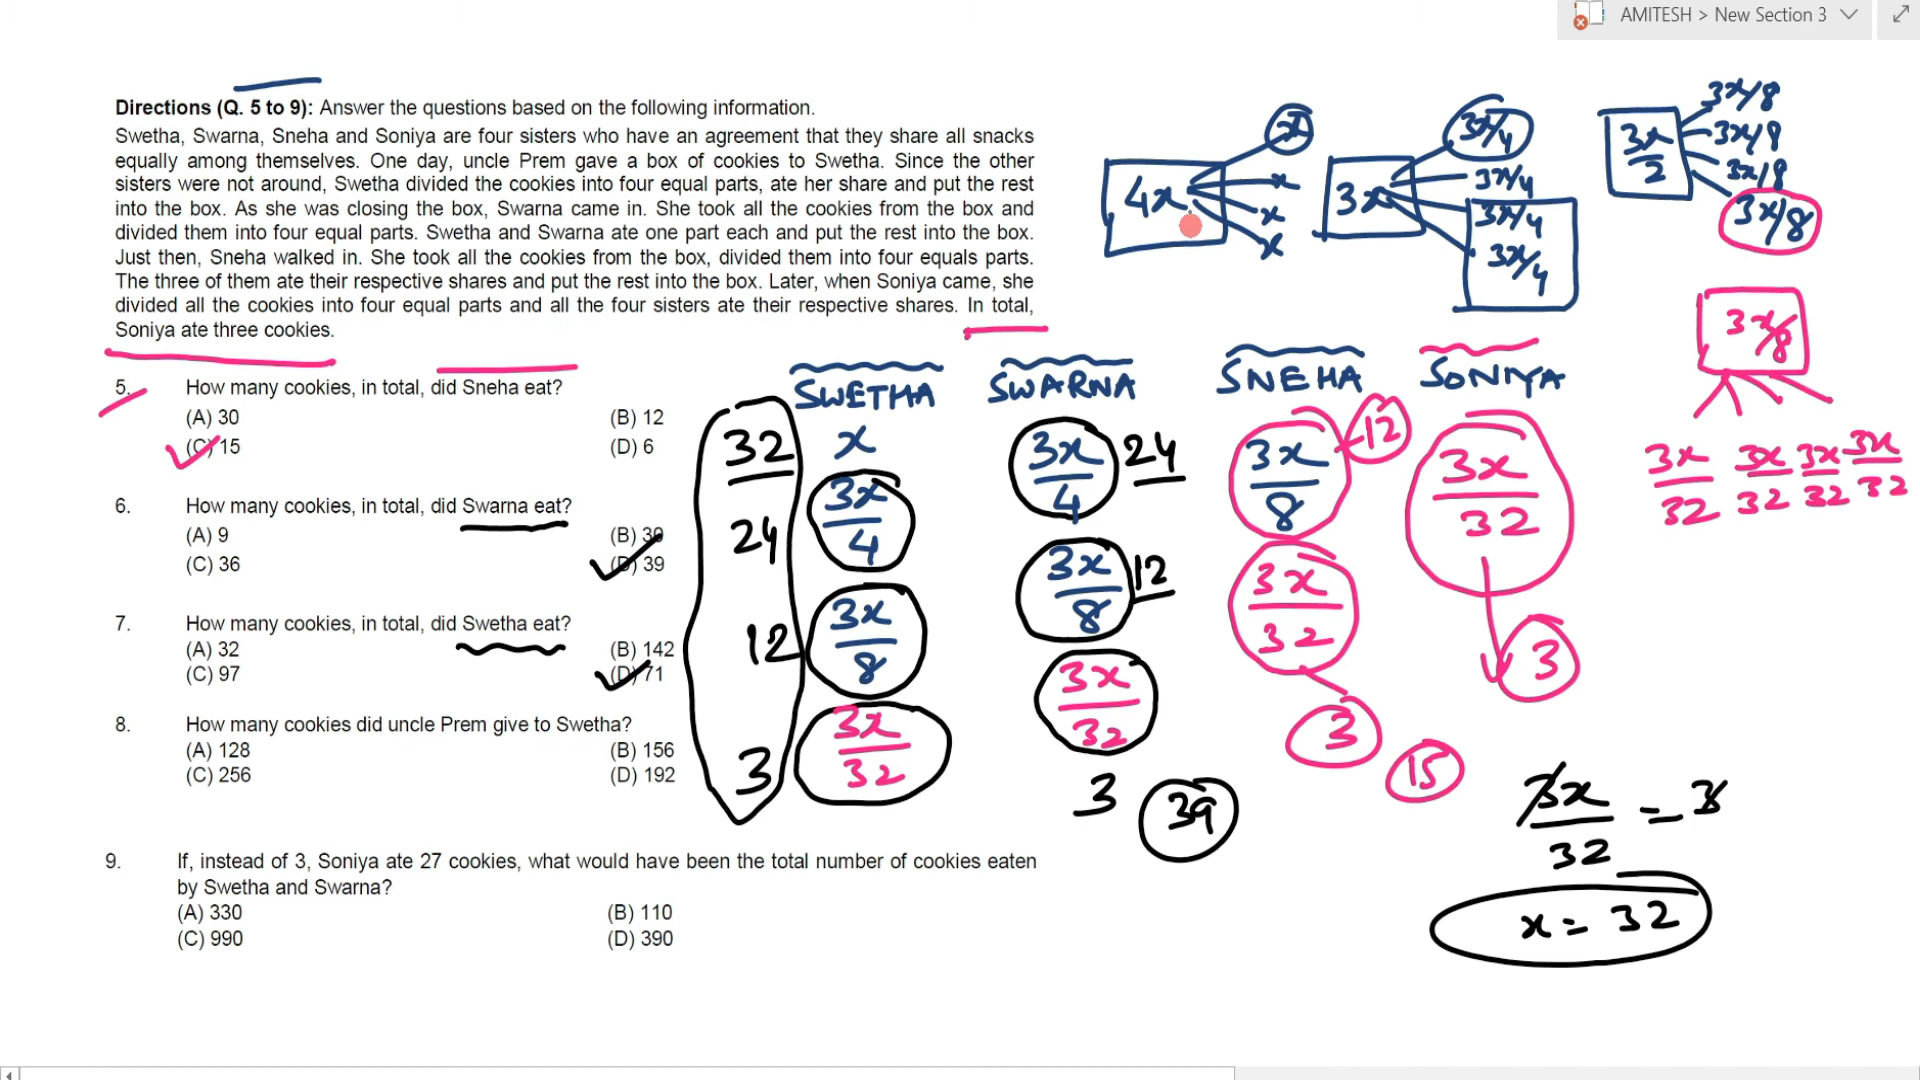 AMITESH > New Section 3
Directions (Q. 5 to 9): Answer the questions based on the following information.
Swetha, Swarna, Sneha and Soniya are four sisters who have an agreement that they share all snacks
equally among themselves. One day, uncle Prem gave a box of cookies to Swetha. Since the other
sisters were not around, Swetha divided the cookies into four equal parts, ate her share and put the rest
into the box. As she was closing the box, Swarna came in. She took all the cookies from the box and
divided them into four equal parts. Swetha and Swarna ate one part each and put the rest into the box.
Just then, Sneha walked in. She took all the cookies from the box, divided them into four equals parts.
The three of them ate their respective shares and put the rest into the box. Later, when Soniya came, she
divided all the cookies into four equal parts and all the four sisters ate their respective shares. In total,
Soniya ate three cookies.
4x
x
x
x
x
3x
3x/4
3x/4
3x/4
3x/4
3x/2
3x/8
3x/8
3x/8
3x/8
3x/8
3x/32 3x/32 3x/32 3x/32
5. How many cookies, in total, did Sneha eat?
(A) 30 (B) 12
(C) 15 (D) 6
6. How many cookies, in total, did Swarna eat?
(A) 9 (B) 30
(C) 36 (D) 39
7. How many cookies, in total, did Swetha eat?
(A) 32 (B) 142
(C) 97 (D) 71
8. How many cookies did uncle Prem give to Swetha?
(A) 128 (B) 156
(C) 256 (D) 192
9. If, instead of 3, Soniya ate 27 cookies, what would have been the total number of cookies eaten
by Swetha and Swarna?
(A) 330 (B) 110
(C) 990 (D) 390
SWETHA SWARNA SNEHA SONIYA
32 x 3x/4 24 3x/8 12 3x/32
24 3x/4 3x/8 12 3x/32
12 3x/8 3x/32 3 3
3 3x/32 3 39 15
3x/32 = 3
x = 32